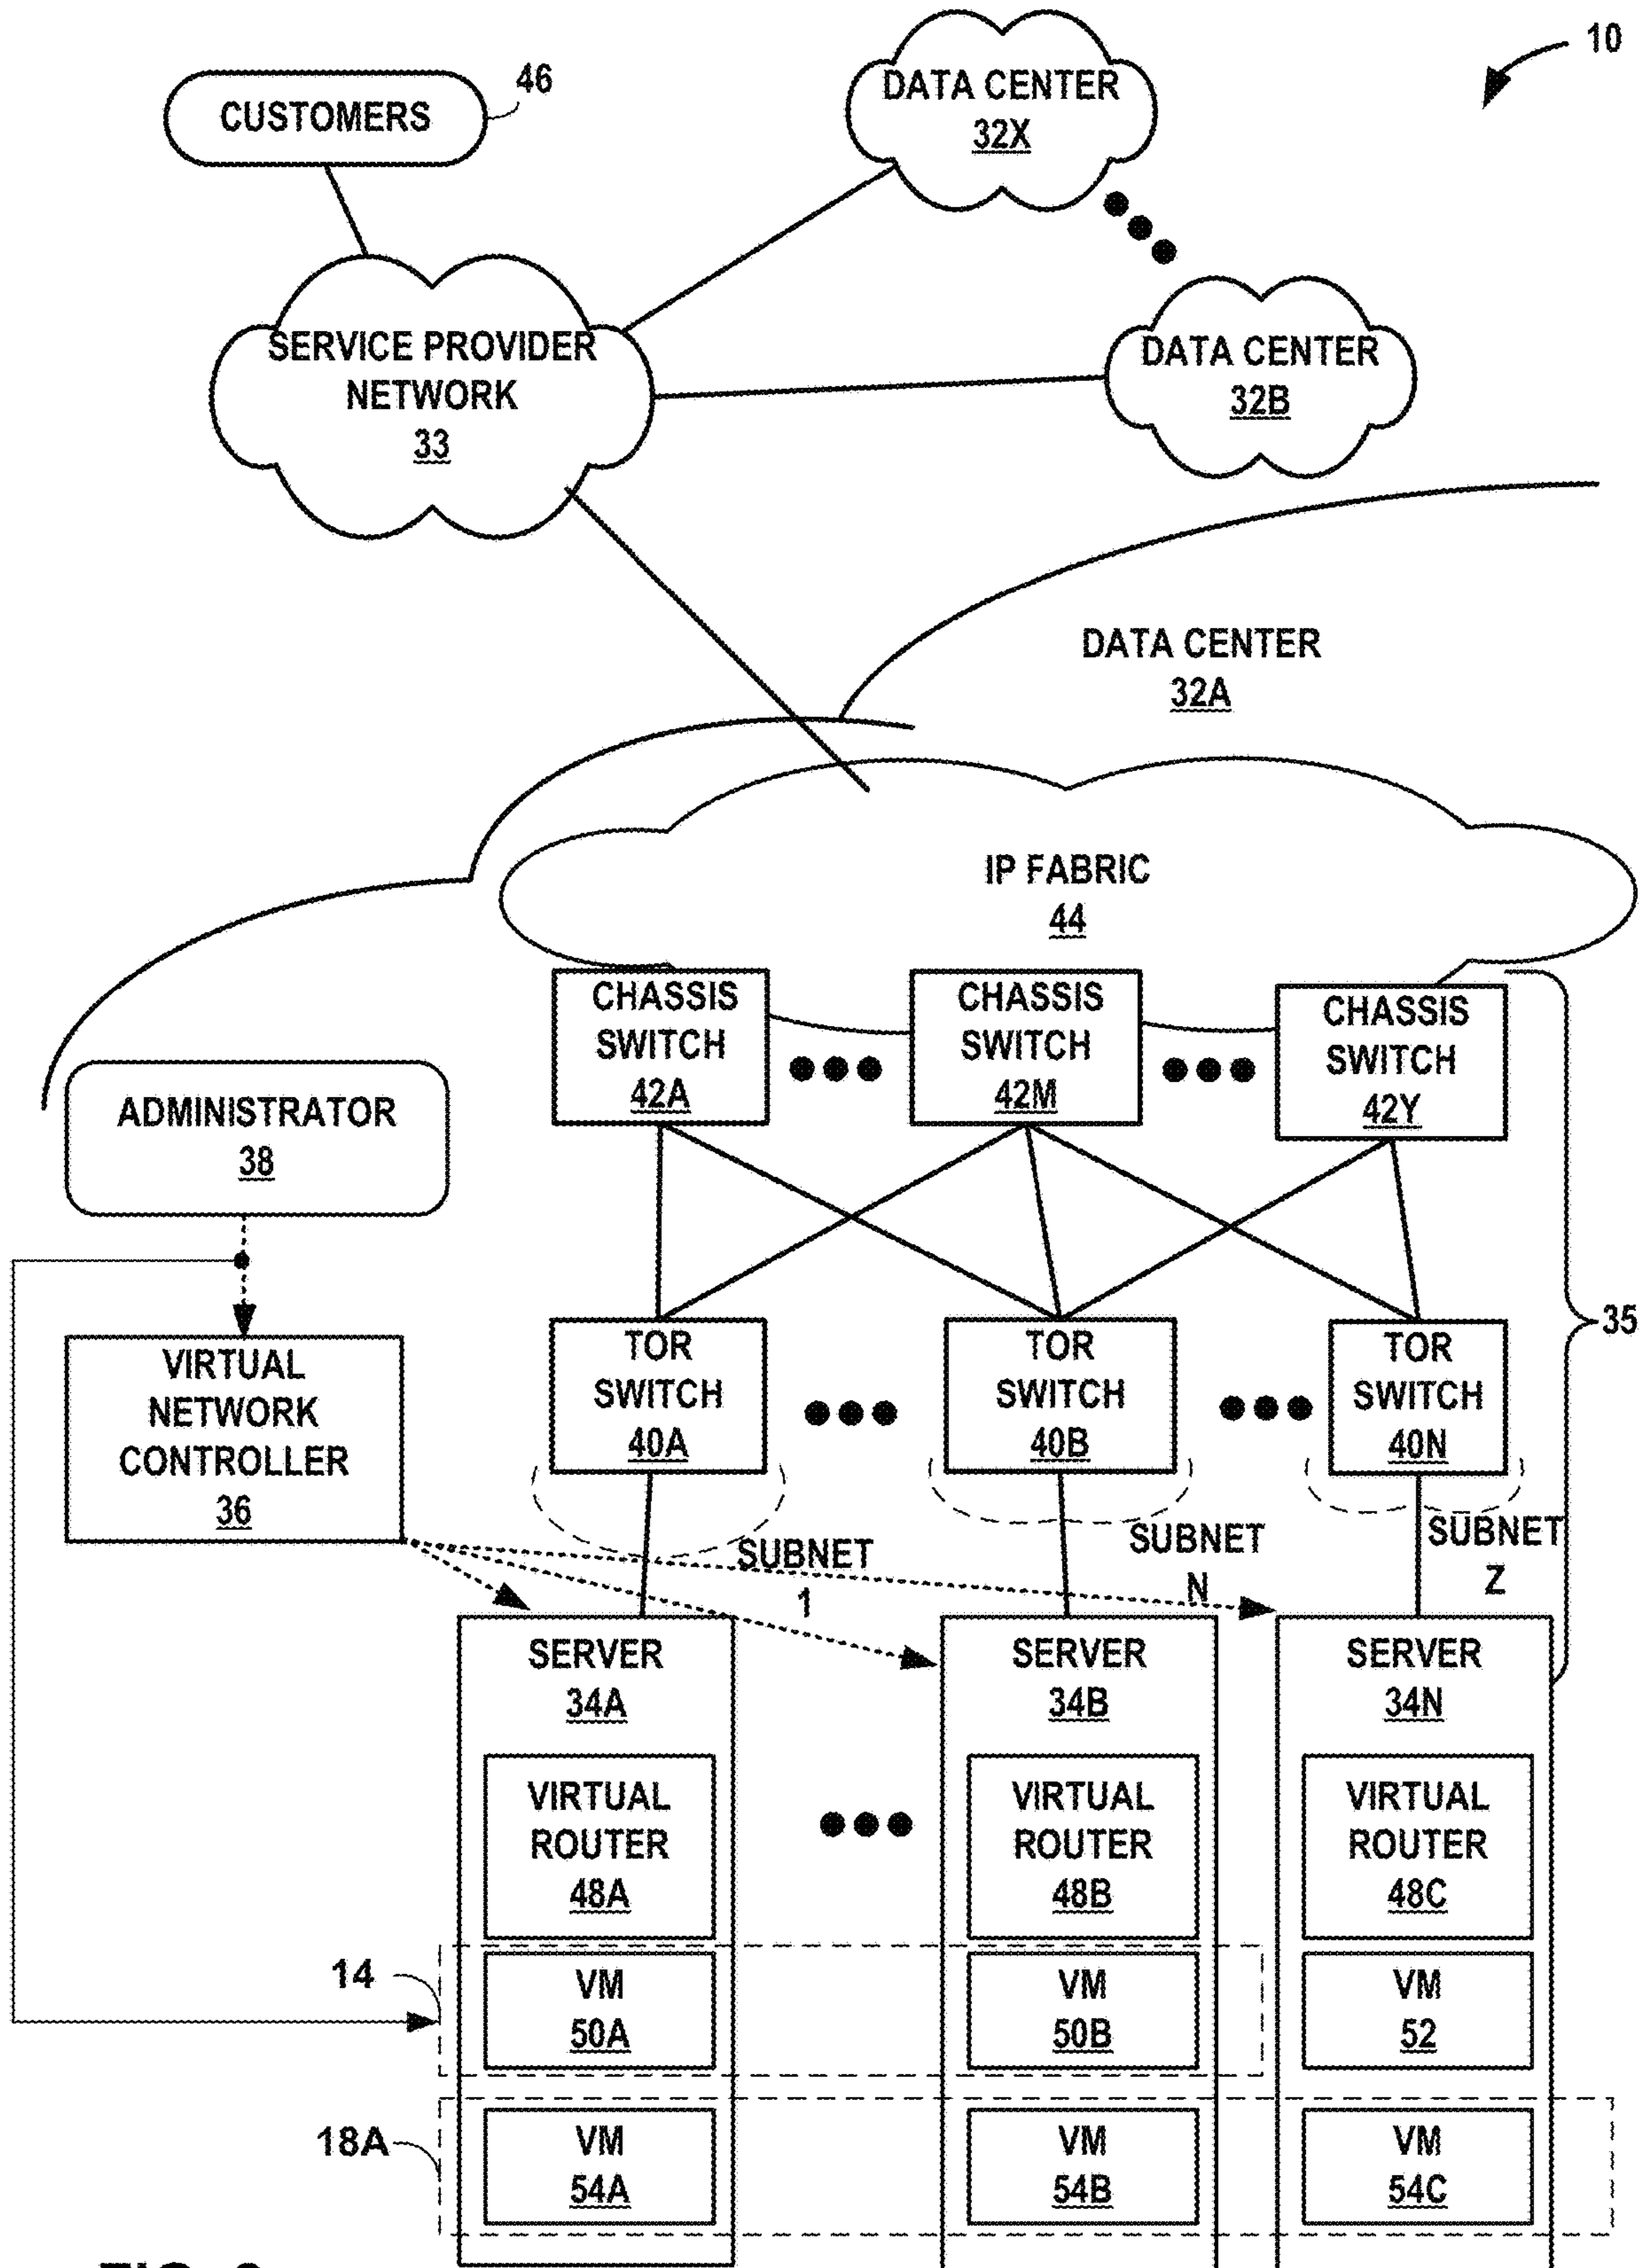 10
CUSTOMERS
46
DATA CENTER
32X
SERVICE PROVIDER
NETWORK
33
DATA CENTER
32B
DATA CENTER
32A
IP FABRIC
44
CHASSIS
SWITCH
42A
CHASSIS
SWITCH
42M
CHASSIS
SWITCH
42Y
ADMINISTRATOR
38
VIRTUAL
NETWORK
CONTROLLER
36
TOR
SWITCH
40A
TOR
SWITCH
40B
TOR
SWITCH
40N
35
SUBNET
1
SUBNET
N
SUBNET
Z
SERVER
34A
SERVER
34B
SERVER
34N
VIRTUAL
ROUTER
48A
VIRTUAL
ROUTER
48B
VIRTUAL
ROUTER
48C
14
VM
50A
VM
50B
VM
52
18A
VM
54A
VM
54B
VM
54C